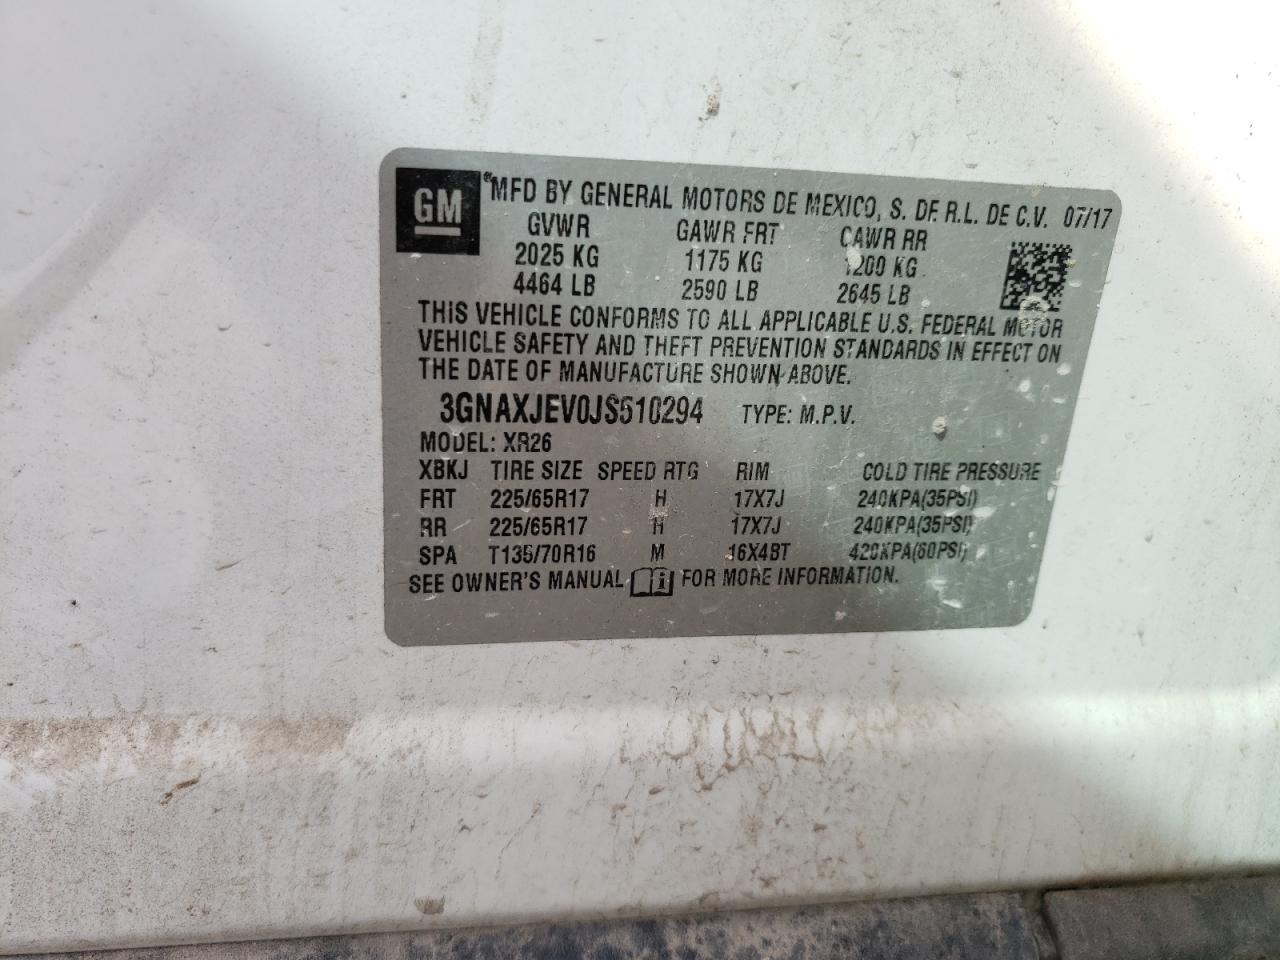 GM ® MFD BY GENERAL MOTORS DE MEXICO, S. DE R.L. DE C.V. 07/17
GVWR GAWR FRT GAWR RR
2025 KG 1175 KG 1200 KG
4464 LB 2590 LB 2645 LB
THIS VEHICLE CONFORMS TO ALL APPLICABLE U.S. FEDERAL MOTOR
VEHICLE SAFETY AND THEFT PREVENTION STANDARDS IN EFFECT ON
THE DATE OF MANUFACTURE SHOWN ABOVE.
3GNAXJEV0JS510294 TYPE: M.P.V.
MODEL: XR26
XBKJ TIRE SIZE SPEED RTG RIM COLD TIRE PRESSURE
FRT 225/65R17 H 17X7J 240KPA(35PSI)
RR 225/65R17 H 17X7J 240KPA(35PSI)
SPA T135/70R16 M 16X4BT 420KPA(60PSI)
SEE OWNER'S MANUAL FOR MORE INFORMATION.